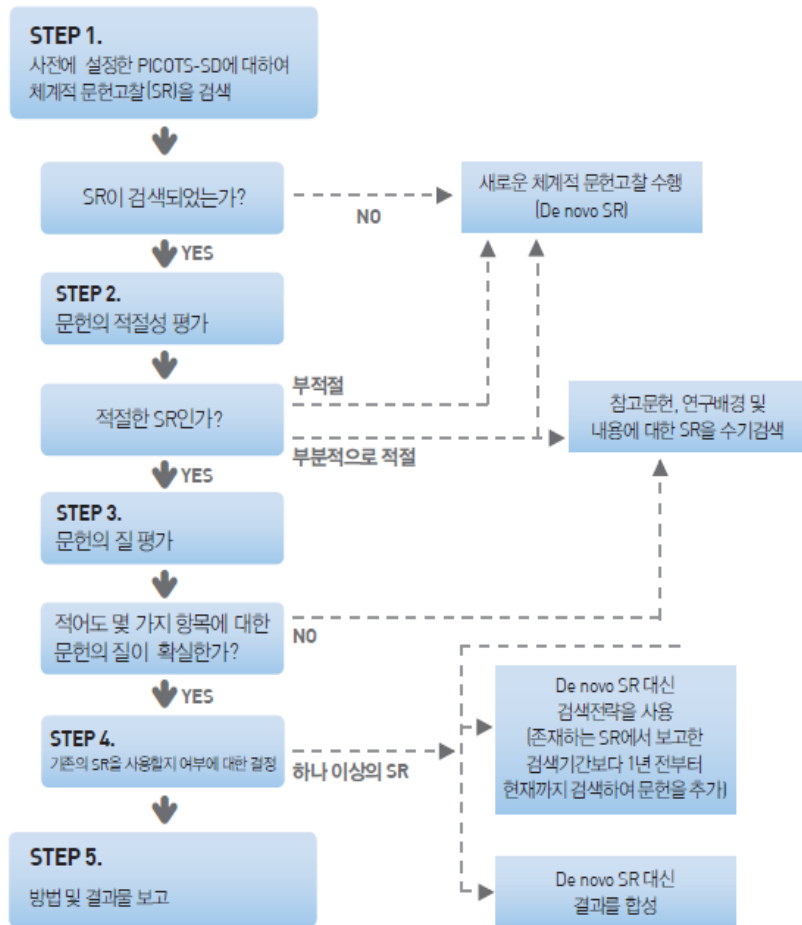 STEP 1.
사전에 설정한 PICOTS-SD에 대하여
체계적 문헌고찰(SR)을 검색
SR이 검색되었는가?
NO
새로운 체계적 문헌고찰 수행
(De novo SR)
YES
STEP 2.
문헌의 적절성 평가
적절한 SR인가?
부적절
부분적으로 적절
참고문헌, 연구배경 및
내용에 대한 SR을 수기검색
YES
STEP 3.
문헌의 질 평가
적어도 몇 가지 항목에 대한
문헌의 질이 확실한가?
NO
YES
STEP 4.
기존의 SR을 사용할지 여부에 대한 결정
하나 이상의 SR
De novo SR 대신
검색전략을 사용
(존재하는 SR에서 보고한
검색기간보다 1년 전부터
현재까지 검색하여 문헌을 추가)
STEP 5.
방법 및 결과물 보고
De novo SR 대신
결과를 합성